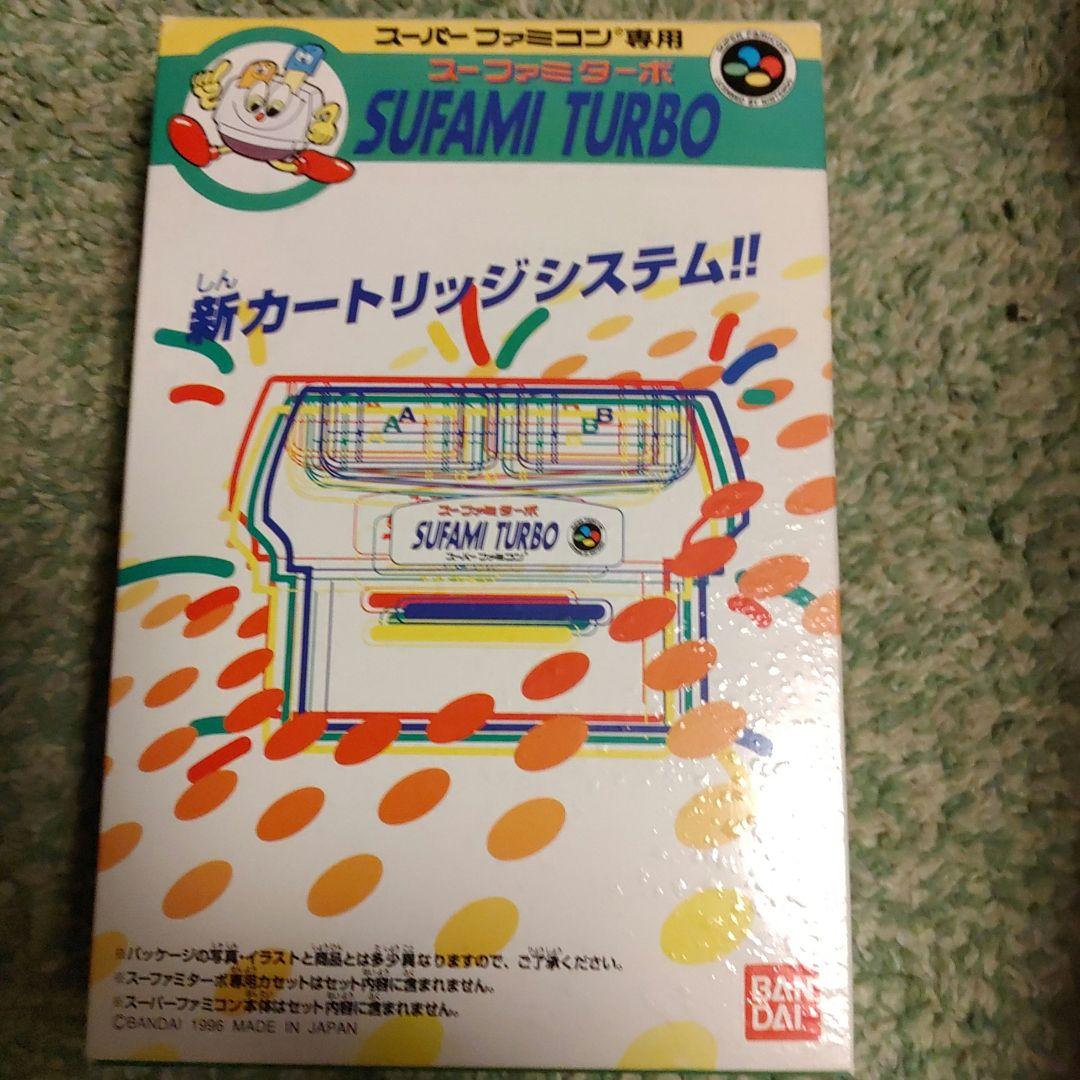 スーパーファミコン®専用
スーファミターボ
SUFAMI TURBO
SUPER FAMICOM
しん
新カートリッジシステム!!
A A
B B
スーファミターボ
SUFAMI TURBO
スーパーファミコン
※パッケージの写真・イラストと商品とは多少異なりますので、ご了承ください。
※スーファミターボ専用カセットはセット内容に含まれません。
※スーパーファミコン本体はセット内容に含まれません。
©BANDAI 1996 MADE IN JAPAN
BAN
DAI